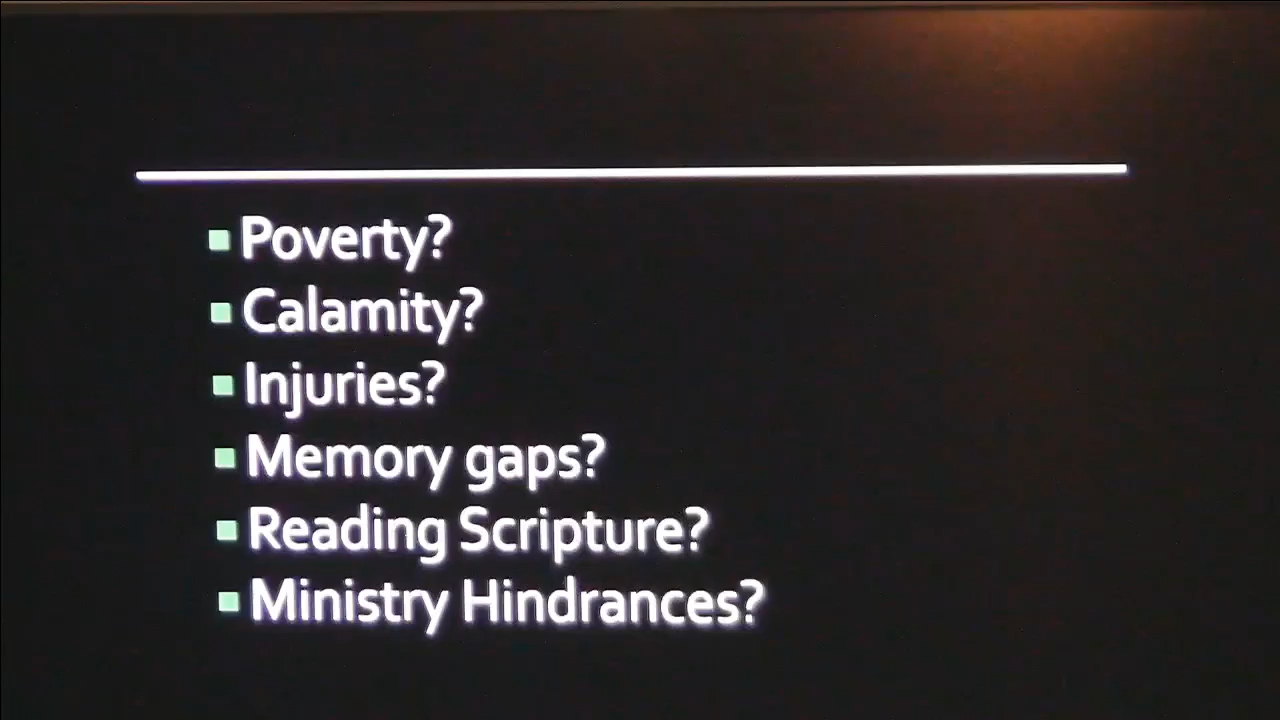 Poverty?
Calamity?
Injuries?
Memory gaps?
Reading Scripture?
Ministry Hindrances?